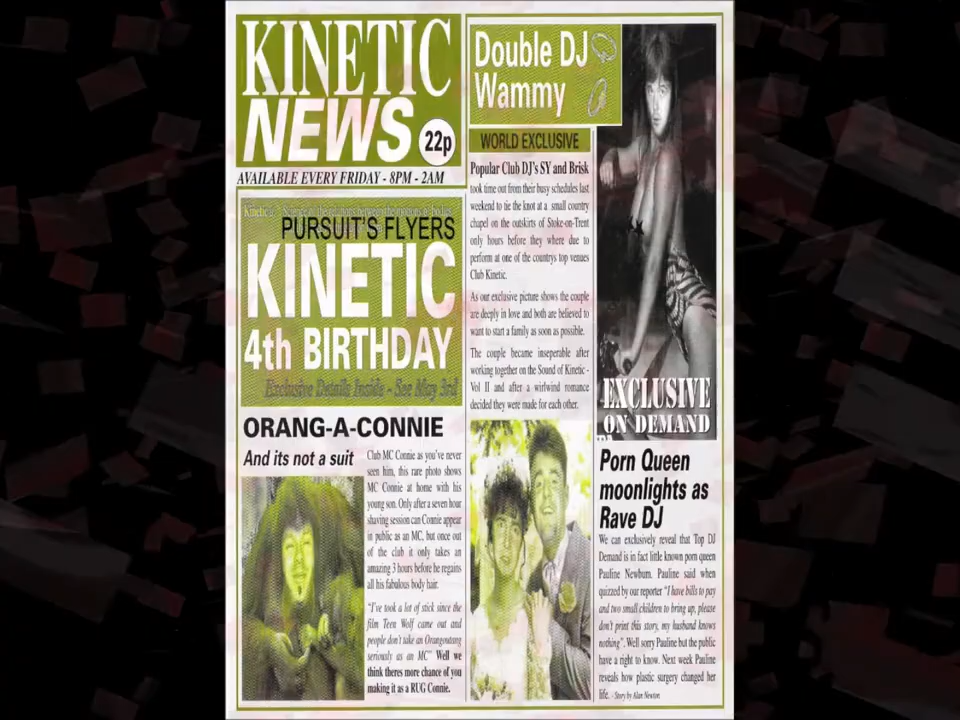 KINETIC
NEWS
22p
AVAILABLE EVERY FRIDAY - 8PM - 2AM
PURSUIT'S FLYERS
KINETIC
4th BIRTHDAY
Exclusive Details Inside - See May 3rd
ORANG-A-CONNIE
And its not a suit
Club MC Connie as you've never
seen him, this rare photo shows
MC Connie at home with his
young son. Only after a seven hour
shaving session can Connie appear
in public as an MC, but once out
of the club it only takes an
amazing 3 hours before he regains
all his fabulous body hair.
"I've took a lot of stick since the
film Teen Wolf came out and
people don't take an Orangoutang
seriously as an MC" Well we
think theres more chance of you
making it as a RUG Connie.
Double DJ
Wammy
WORLD EXCLUSIVE
Popular Club DJ's SY and Brisk
took time out from their busy schedules last
weekend to tie the knot at a small country
chapel on the outskirts of Stoke-on-Trent
only hours before they where due to
perform at one of the countrys top venues
Club Kinetic.
As our exclusive picture shows the couple
are deeply in love and both are believed to
want to start a family as soon as possible.
The couple became inseperable after
working together on the Sound of Kinetic -
Vol II and after a wirlwind romance
decided they were made for each other.
EXCLUSIVE
ON DEMAND
Porn Queen
moonlights as
Rave DJ
We can exclusively reveal that Top DJ
Demand is in fact little known porn queen
Pauline Newbum. Pauline said when
quizzed by our reporter "I have bills to pay
and two small children to bring up, please
don't print this story, my husband knows
nothing". Well sorry Pauline but the public
have a right to know. Next week Pauline
reveals how plastic surgery changed her
life. - Story by Alan Newton